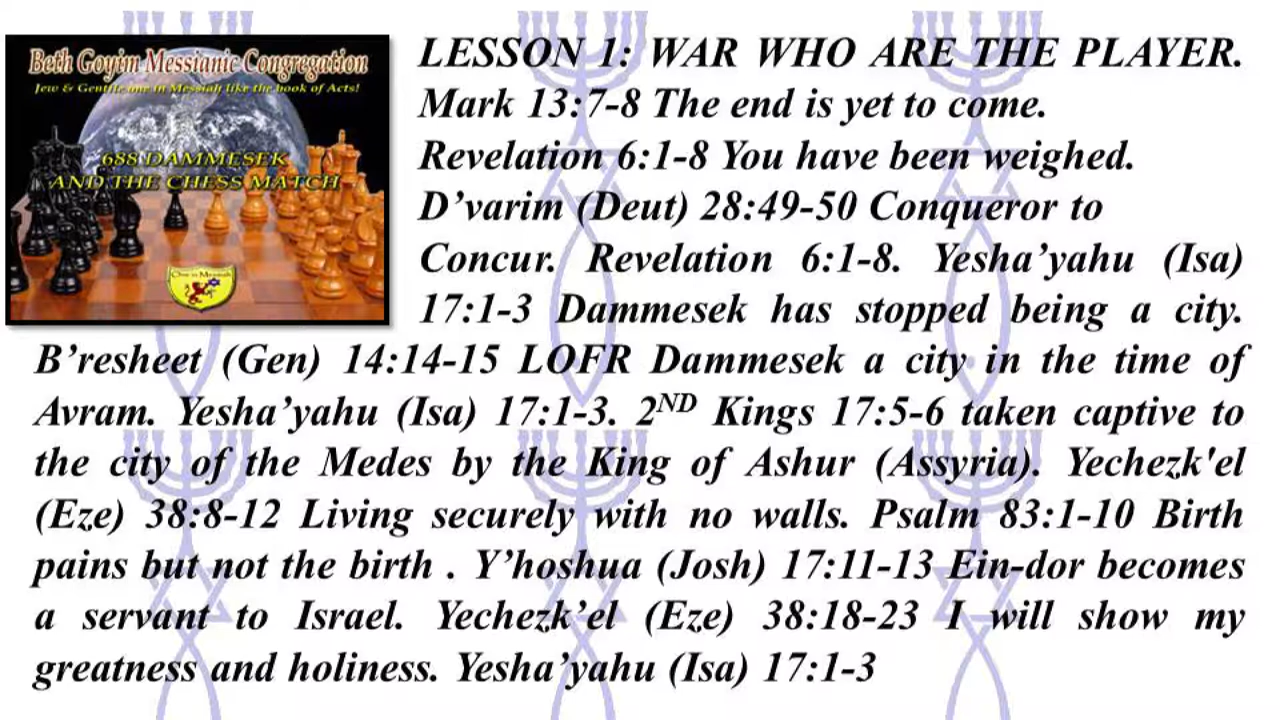 Beth Goyim Messianic Congregation
Jew & Gentile one in Messiah like the book of Acts!
688 DAMMESEK
AND THE CHESS MATCH
One in Messiah
LESSON 1: WAR WHO ARE THE PLAYER.
Mark 13:7-8 The end is yet to come.
Revelation 6:1-8 You have been weighed.
D’varim (Deut) 28:49-50 Conqueror to
Concur. Revelation 6:1-8. Yesha’yahu (Isa)
17:1-3 Dammesek has stopped being a city.
B’resheet (Gen) 14:14-15 LOFR Dammesek a city in the time of
Avram. Yesha’yahu (Isa) 17:1-3. 2ND Kings 17:5-6 taken captive to
the city of the Medes by the King of Ashur (Assyria). Yechezk'el
(Eze) 38:8-12 Living securely with no walls. Psalm 83:1-10 Birth
pains but not the birth . Y’hoshua (Josh) 17:11-13 Ein-dor becomes
a servant to Israel. Yechezk’el (Eze) 38:18-23 I will show my
greatness and holiness. Yesha’yahu (Isa) 17:1-3